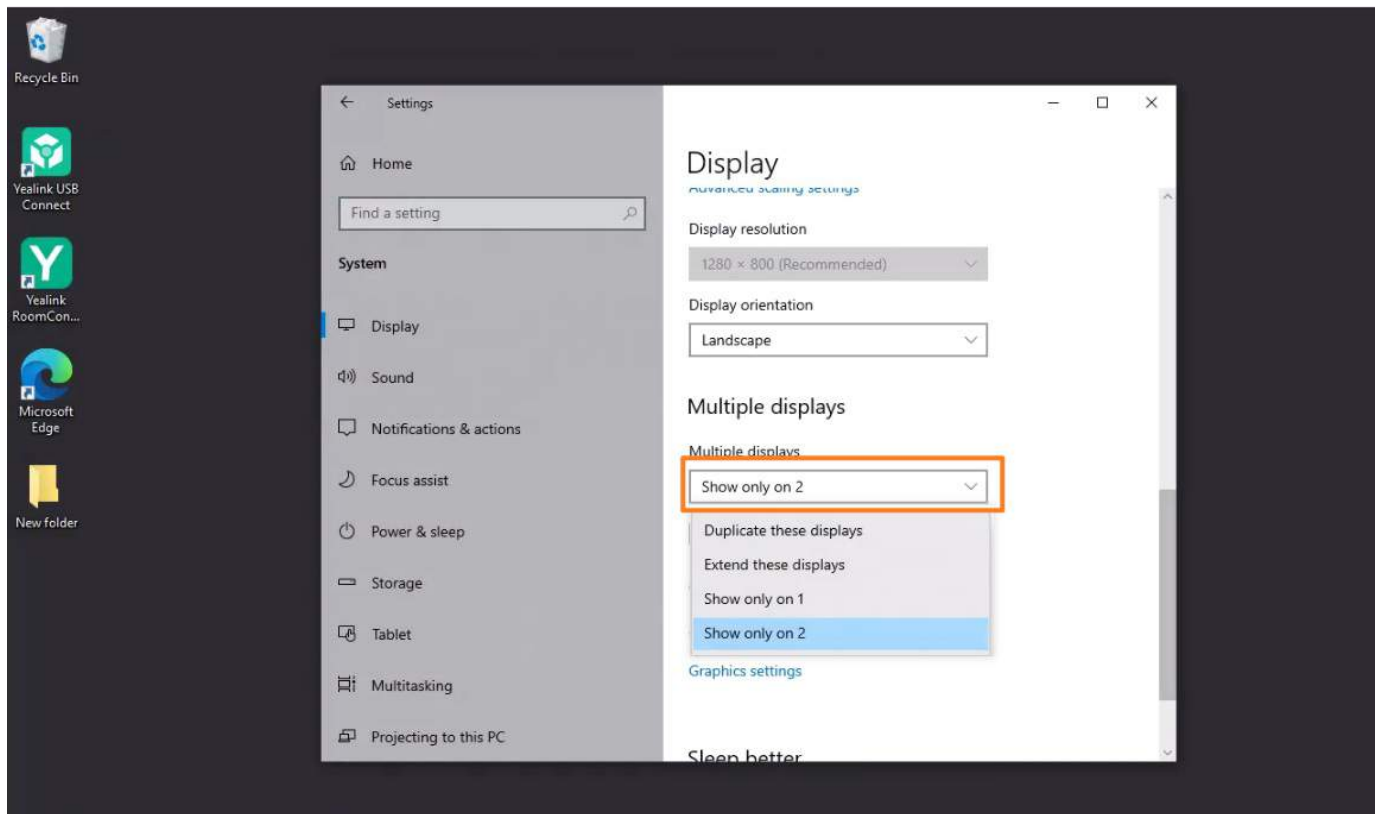 Recycle Bin
Yealink USB
Connect
Yealink
RoomCon...
Microsoft
Edge
New folder
Settings
Home
Find a setting
System
Display
Sound
Notifications & actions
Focus assist
Power & sleep
Storage
Tablet
Multitasking
Projecting to this PC
Display
Advanced scaling settings
Display resolution
1280 × 800 (Recommended)
Display orientation
Landscape
Multiple displays
Multiple displays
Show only on 2
Duplicate these displays
Extend these displays
Show only on 1
Show only on 2
Graphics settings
Sleep better